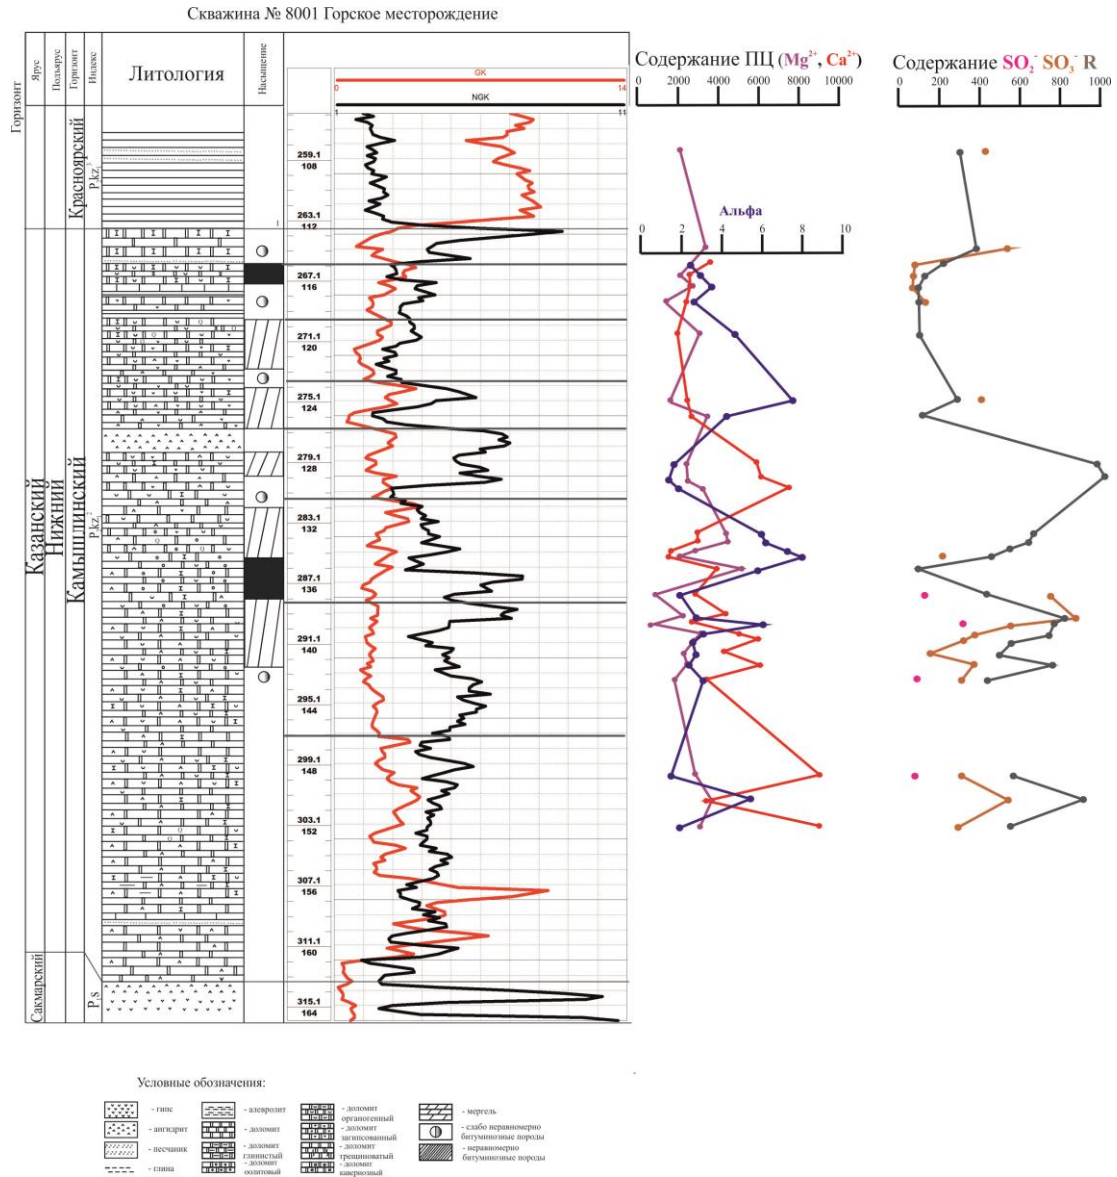 Скважина № 8001 Горское месторождение
Горизонт
Ярус
Подъярус
Горизонт
Индекс
Литология
Насыщение
GK
0 14
NGK
1 11
Содержание ПЦ (Mg²⁺, Ca²⁺)
0 2000 4000 6000 8000 10000
Содержание SO₂⁻ SO₃⁻ R
0 200 400 600 800 1000
Альфа
0 2 4 6 8 10
Красноярский
P₂kz₁³
Казанский
Нижний
Камышлинский
P₂kz₁²
Сакмарский
P₁s
259.1
108
263.1
112
267.1
116
271.1
120
275.1
124
279.1
128
283.1
132
287.1
136
291.1
140
295.1
144
299.1
148
303.1
152
307.1
156
311.1
160
315.1
164
Условные обозначения:
- гипс
- ангидрит
- песчаник
- глина
- алевролит
- доломит
- доломит
глинистый
- доломит
оолитовый
- доломит
органогенный
- доломит
загипсованный
- доломит
трещиноватый
- доломит
кавернозный
- мергель
- слабо неравномерно
битуминозные породы
- неравномерно
битуминозные породы